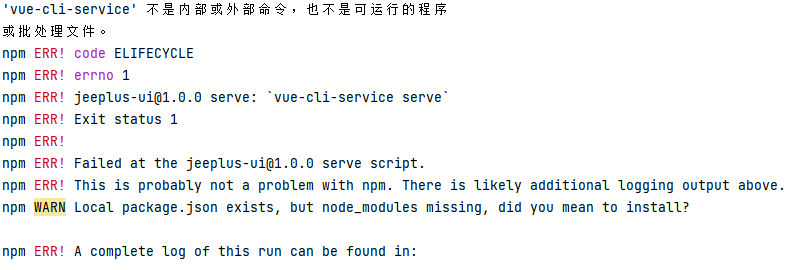 'vue-cli-service' 不是内部或外部命令，也不是可运行的程序
或批处理文件。
npm ERR! code ELIFECYCLE
npm ERR! errno 1
npm ERR! jeeplus-ui@1.0.0 serve: `vue-cli-service serve`
npm ERR! Exit status 1
npm ERR!
npm ERR! Failed at the jeeplus-ui@1.0.0 serve script.
npm ERR! This is probably not a problem with npm. There is likely additional logging output above.
npm WARN Local package.json exists, but node_modules missing, did you mean to install?
npm ERR! A complete log of this run can be found in: